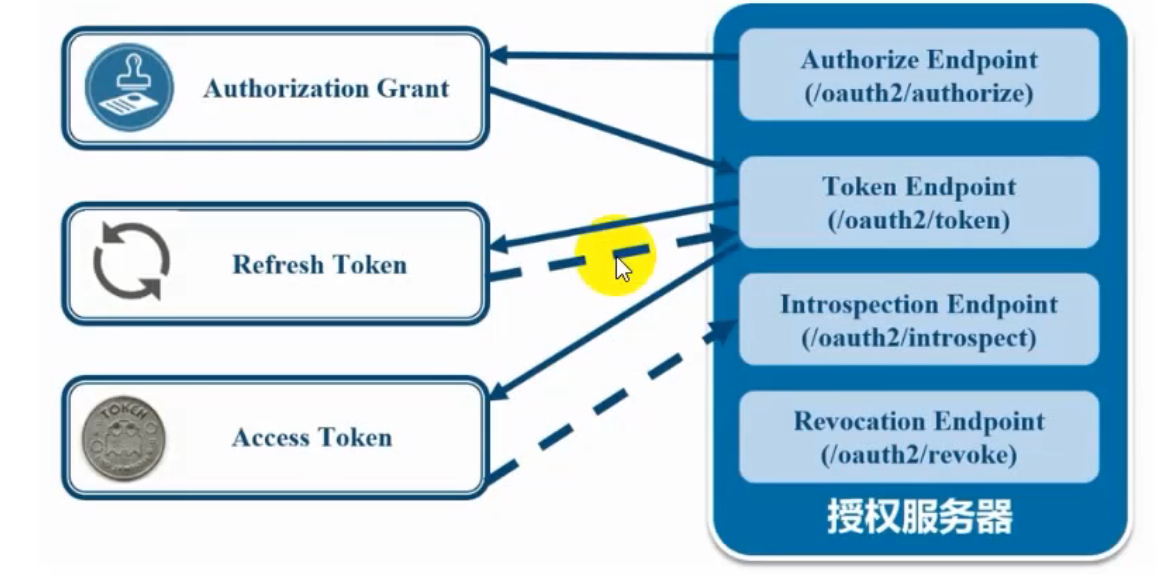 Authorization Grant
Refresh Token
TOKEN
Access Token
Authorize Endpoint
(/oauth2/authorize)
Token Endpoint
(/oauth2/token)
Introspection Endpoint
(/oauth2/introspect)
Revocation Endpoint
(/oauth2/revoke)
授权服务器